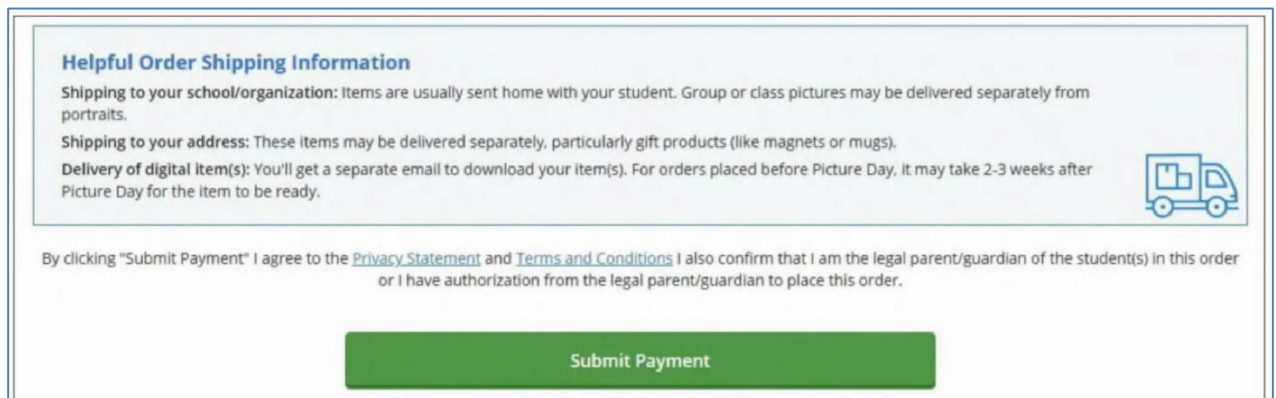 Helpful Order Shipping Information
Shipping to your school/organization: Items are usually sent home with your student. Group or class pictures may be delivered separately from
portraits.
Shipping to your address: These items may be delivered separately, particularly gift products (like magnets or mugs).
Delivery of digital item(s): You'll get a separate email to download your item(s). For orders placed before Picture Day, it may take 2-3 weeks after
Picture Day for the item to be ready.
By clicking "Submit Payment" I agree to the Privacy Statement and Terms and Conditions I also confirm that I am the legal parent/guardian of the student(s) in this order
or I have authorization from the legal parent/guardian to place this order.
Submit Payment